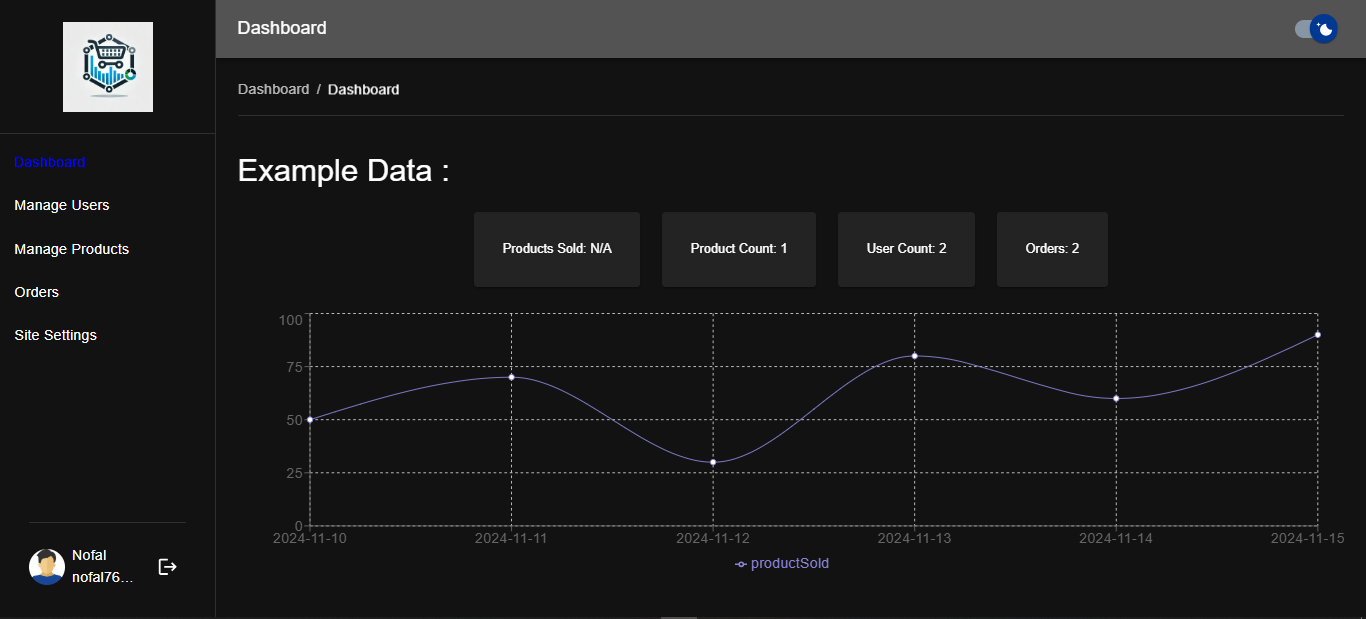 Dashboard
Dashboard / Dashboard
Dashboard
Manage Users
Manage Products
Orders
Site Settings
Nofal
nofal76...
Example Data :
Products Sold: N/A
Product Count: 1
User Count: 2
Orders: 2
100
75
50
25
0
2024-11-10 2024-11-11 2024-11-12 2024-11-13 2024-11-14 2024-11-15
productSold